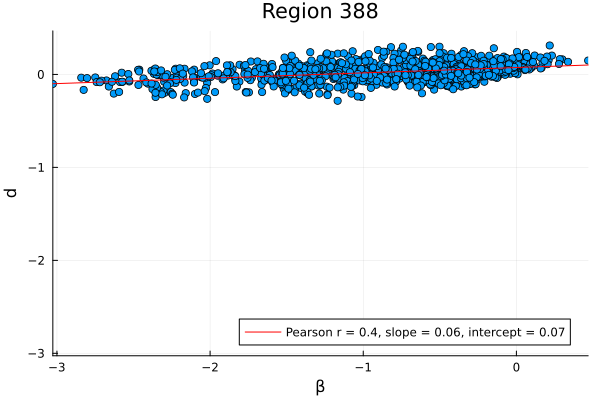 Region 388
d
0
−1
−2
−3
Pearson r = 0.4, slope = 0.06, intercept = 0.07
−3
−2
−1
0
β